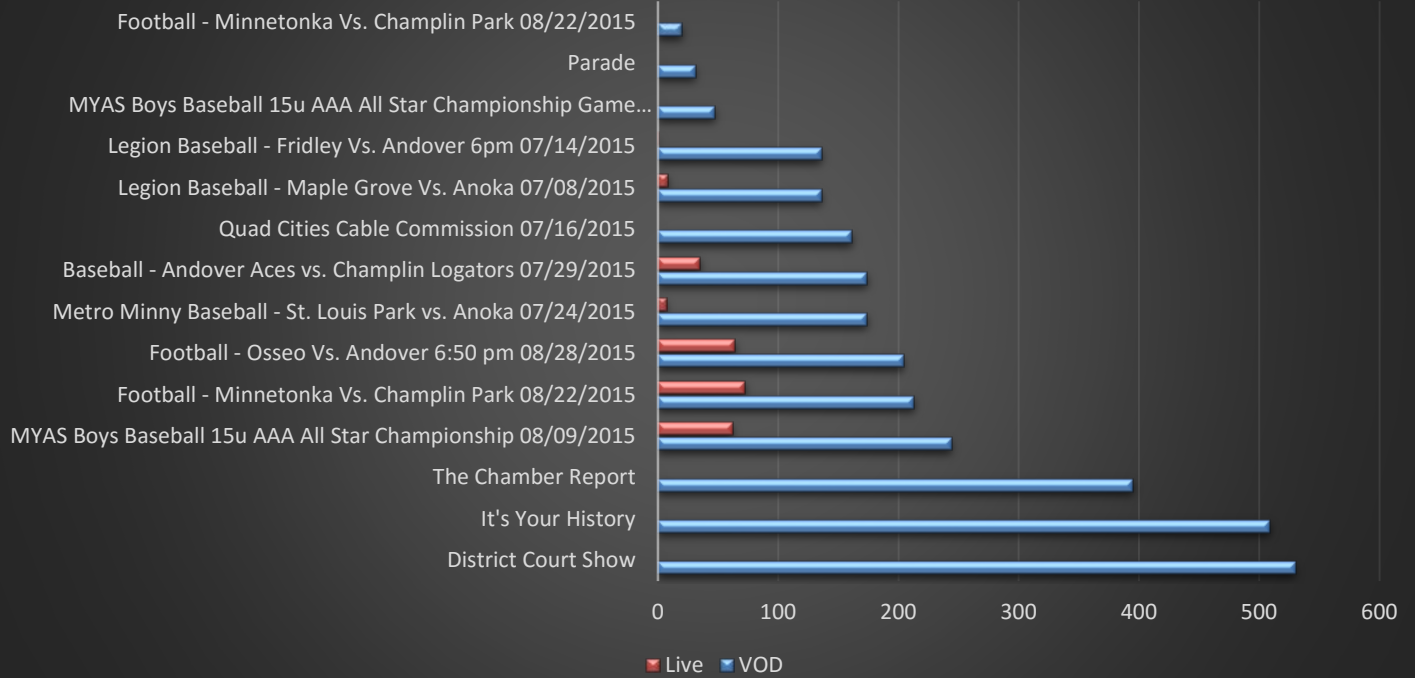 Football - Minnetonka Vs. Champlin Park 08/22/2015
Parade
MYAS Boys Baseball 15u AAA All Star Championship Game...
Legion Baseball - Fridley Vs. Andover 6pm 07/14/2015
Legion Baseball - Maple Grove Vs. Anoka 07/08/2015
Quad Cities Cable Commission 07/16/2015
Baseball - Andover Aces vs. Champlin Logators 07/29/2015
Metro Minny Baseball - St. Louis Park vs. Anoka 07/24/2015
Football - Osseo Vs. Andover 6:50 pm 08/28/2015
Football - Minnetonka Vs. Champlin Park 08/22/2015
MYAS Boys Baseball 15u AAA All Star Championship 08/09/2015
The Chamber Report
It's Your History
District Court Show
0 100 200 300 400 500 600
Live VOD